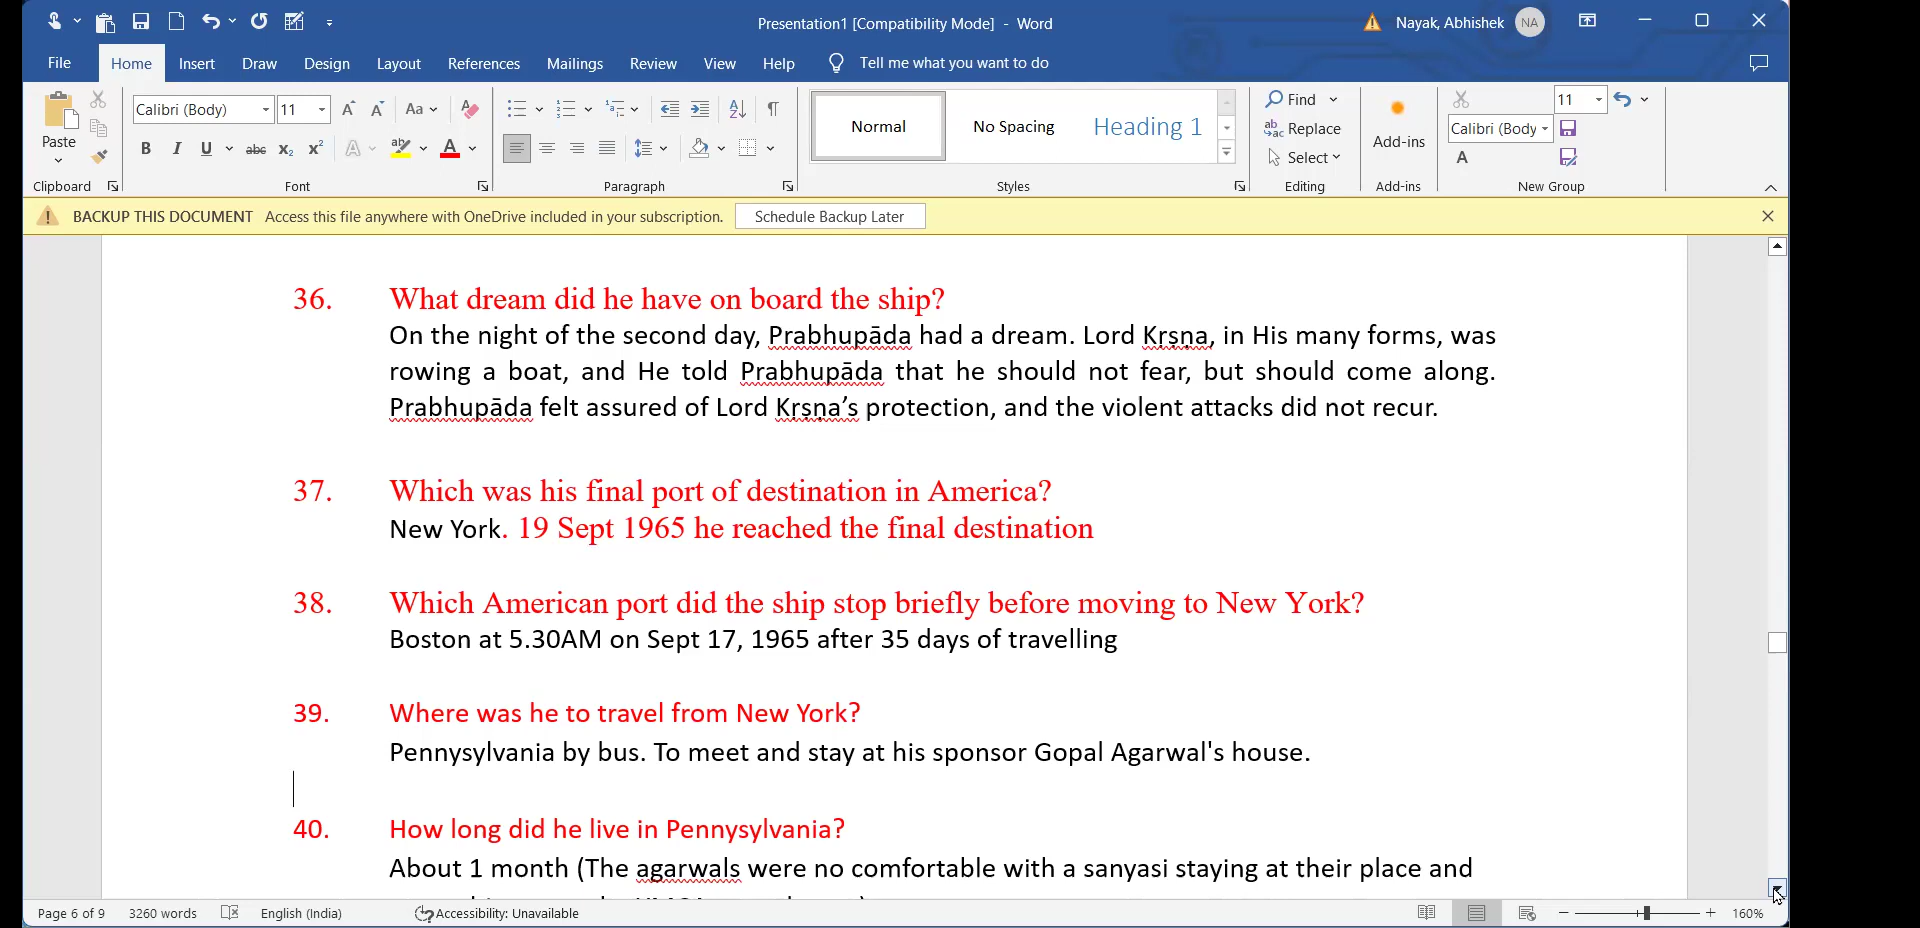 Presentation1 [Compatibility Mode] - Word
Nayak, Abhishek NA
File Home Insert Draw Design Layout References Mailings Review View Help Tell me what you want to do
Calibri (Body) 11 Aa
Paste
B I U abc x₂ x² A ab A
Normal No Spacing Heading 1
Find
Replace
Select
Add-ins
11
Calibri (Body
A
Clipboard Font Paragraph Styles Editing Add-ins New Group
BACKUP THIS DOCUMENT Access this file anywhere with OneDrive included in your subscription. Schedule Backup Later
36. What dream did he have on board the ship?
On the night of the second day, Prabhupāda had a dream. Lord Kṛṣṇa, in His many forms, was
rowing a boat, and He told Prabhupāda that he should not fear, but should come along.
Prabhupāda felt assured of Lord Kṛṣṇa’s protection, and the violent attacks did not recur.
37. Which was his final port of destination in America?
New York. 19 Sept 1965 he reached the final destination
38. Which American port did the ship stop briefly before moving to New York?
Boston at 5.30AM on Sept 17, 1965 after 35 days of travelling
39. Where was he to travel from New York?
Pennysylvania by bus. To meet and stay at his sponsor Gopal Agarwal's house.
40. How long did he live in Pennysylvania?
About 1 month (The agarwals were no comfortable with a sanyasi staying at their place and
Page 6 of 9 3260 words English (India) Accessibility: Unavailable 160%